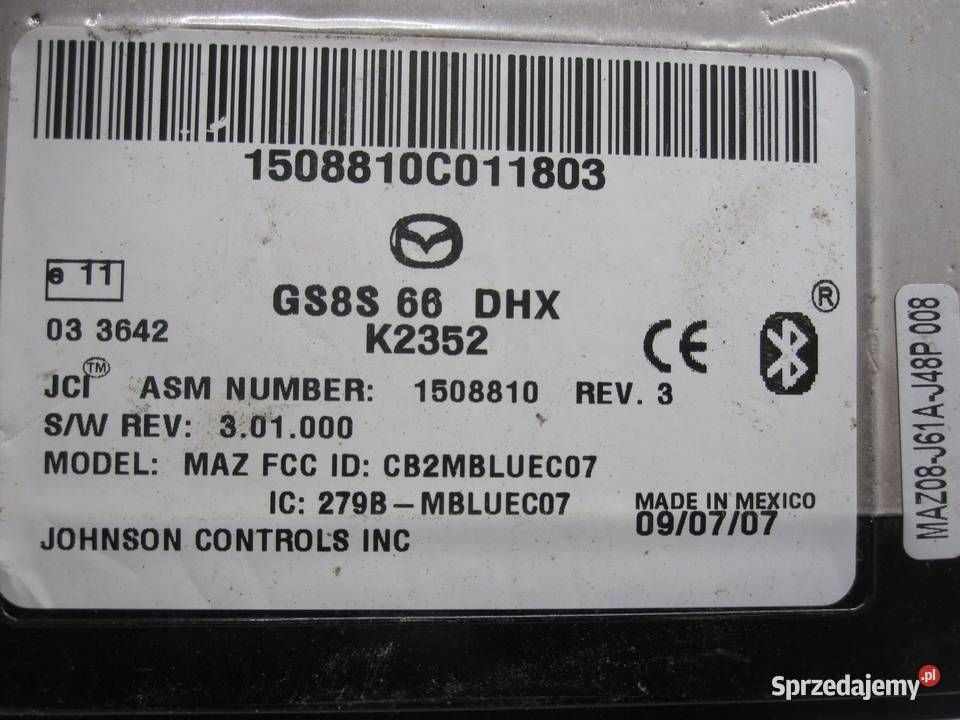 1508810C011803
e 11
GS8S 66 DHX
®
03 3642
K2352
JCI™ ASM NUMBER: 1508810 REV. 3
S/W REV: 3.01.000
MODEL: MAZ FCC ID: CB2MBLUEC07
IC: 279B-MBLUEC07
MADE IN MEXICO
09/07/07
JOHNSON CONTROLS INC
CE
MAZ08-J61A-J48P 008
Sprzedajemy.pl